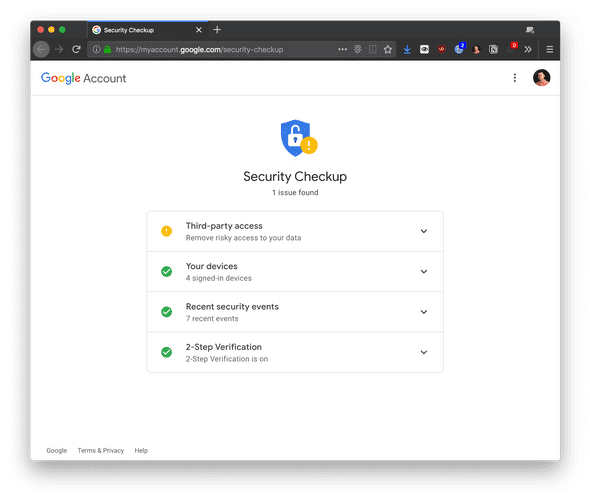 Security Checkup
https://myaccount.google.com/security-checkup
2
0
Google Account
Security Checkup
1 issue found
Third-party access
Remove risky access to your data
Your devices
4 signed-in devices
Recent security events
7 recent events
2-Step Verification
2-Step Verification is on
Google Terms & Privacy Help